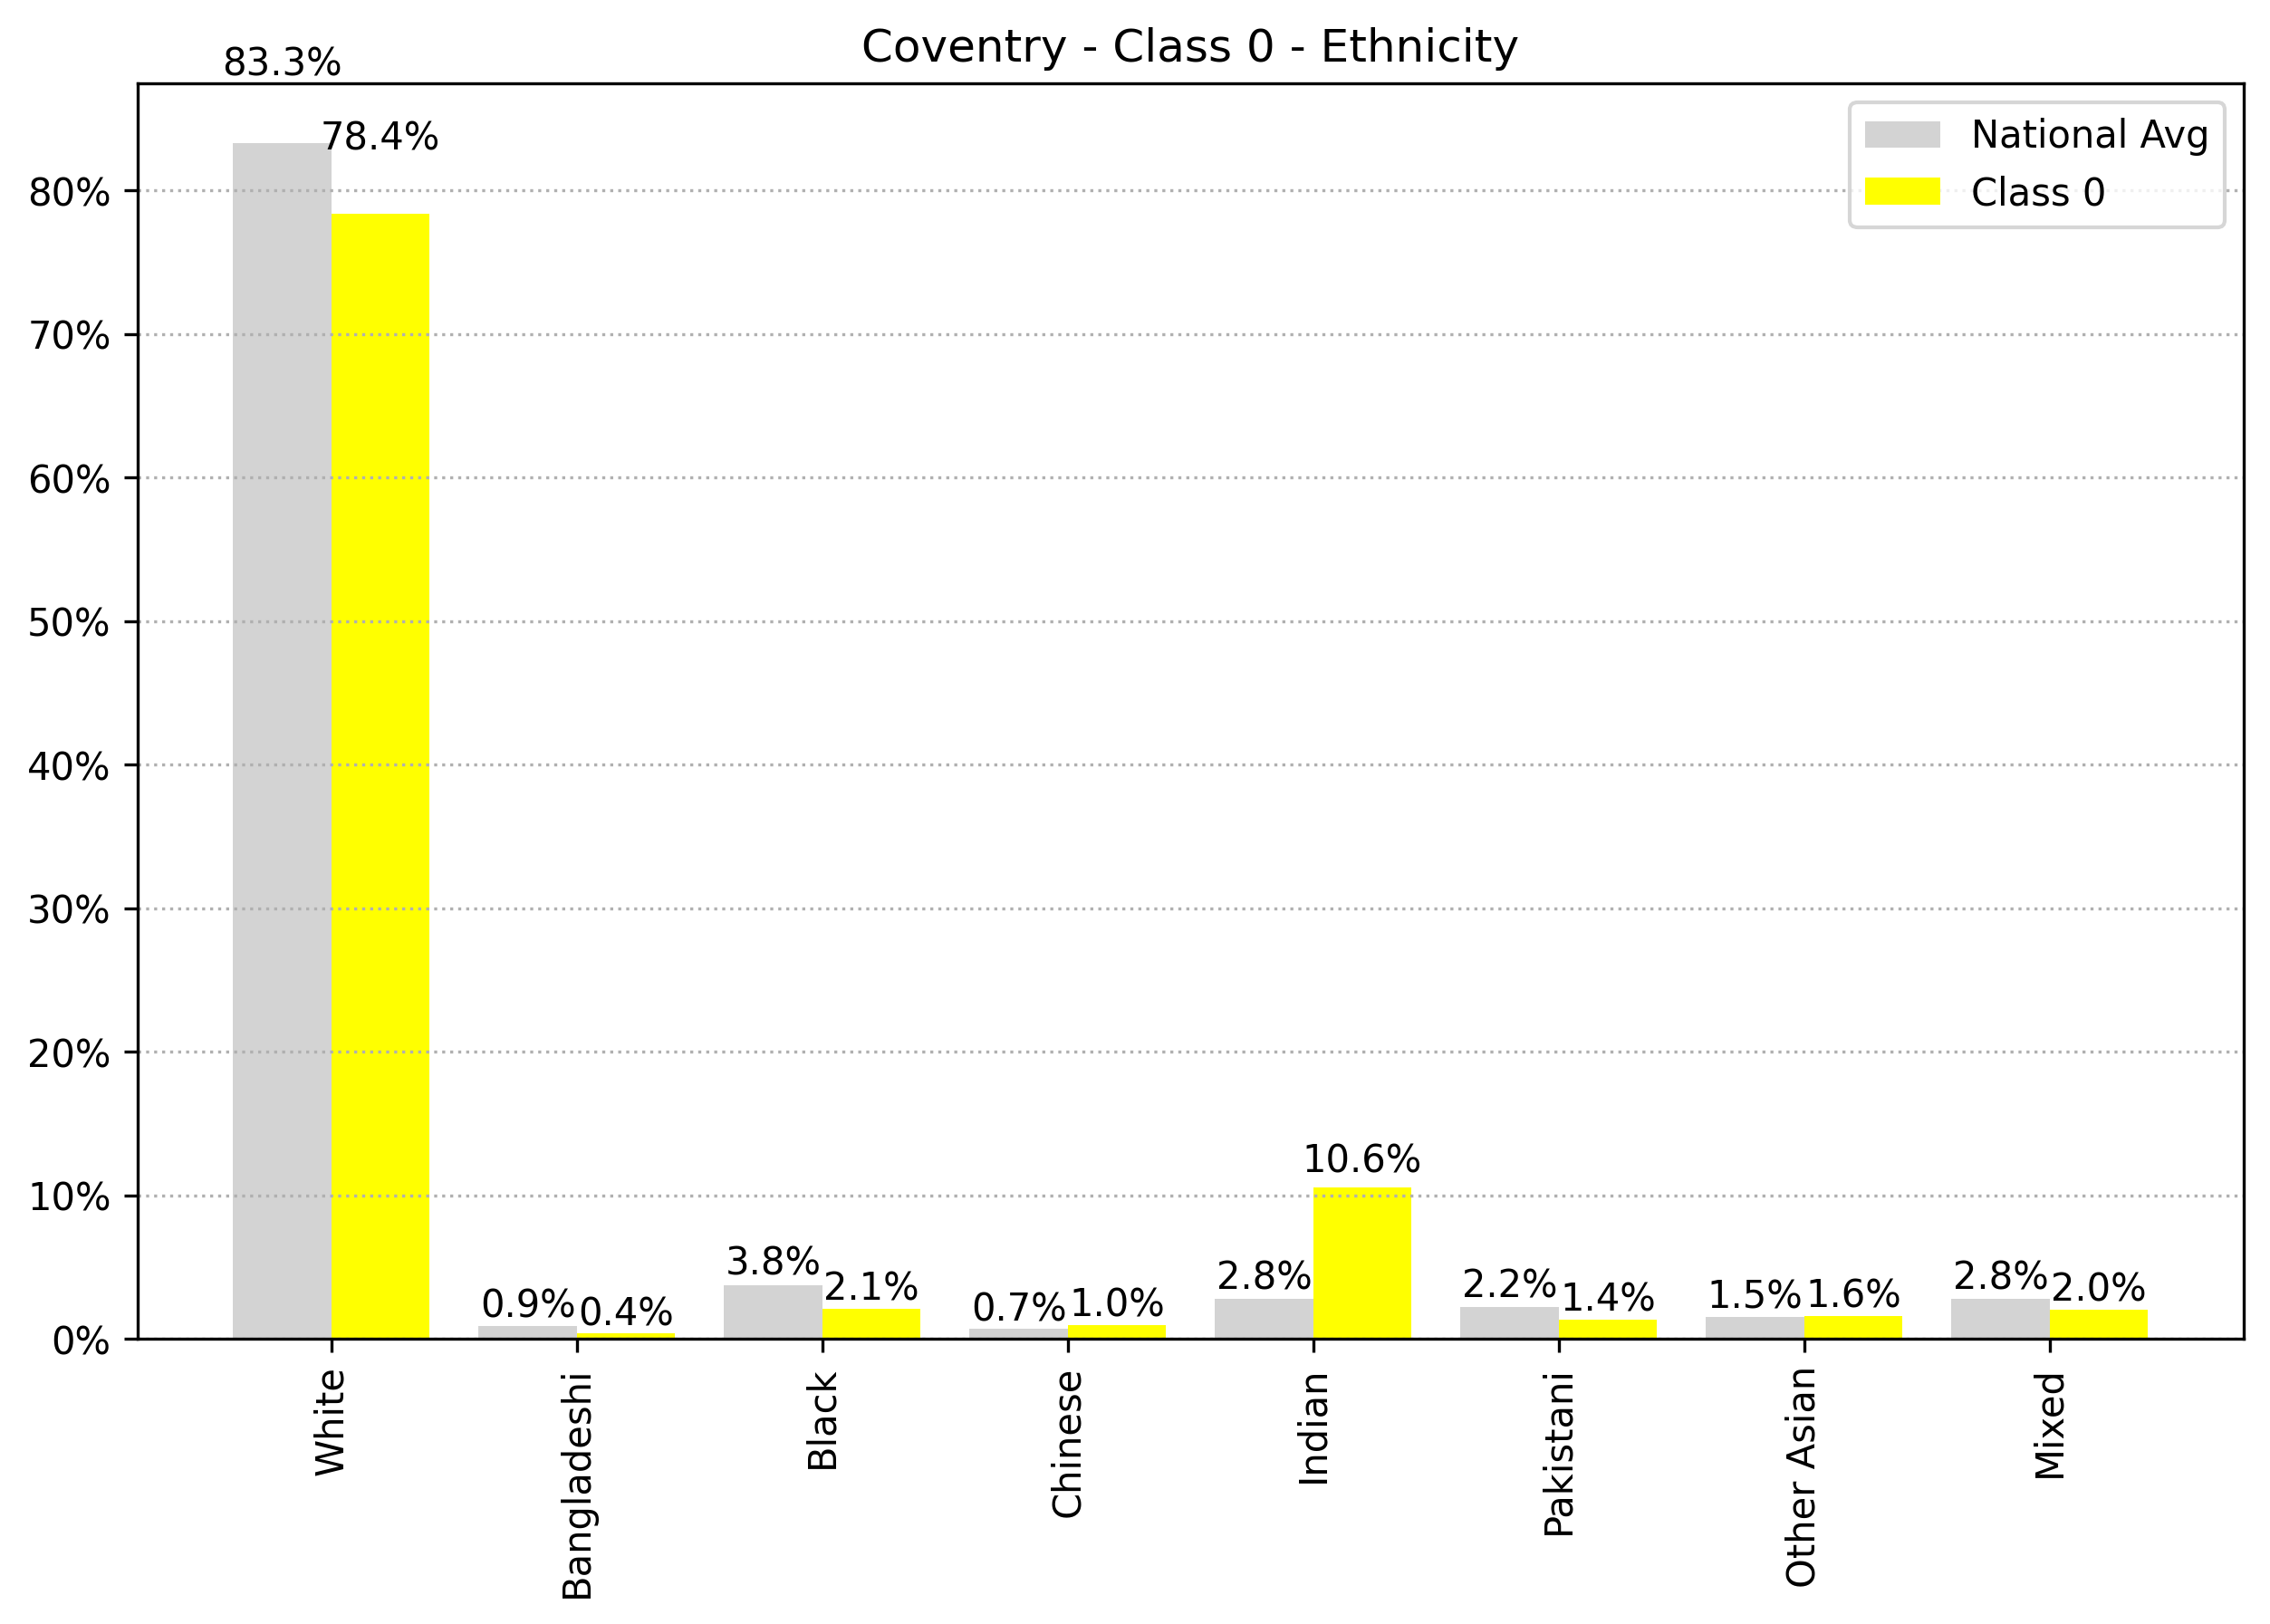 Coventry - Class 0 - Ethnicity
83.3%
78.4%
National Avg
Class 0
80%
70%
60%
50%
40%
30%
20%
10%
0%
0.9%
0.4%
3.8%
2.1%
0.7%
1.0%
2.8%
10.6%
2.2%
1.4%
1.5%
1.6%
2.8%
2.0%
White
Bangladeshi
Black
Chinese
Indian
Pakistani
Other Asian
Mixed